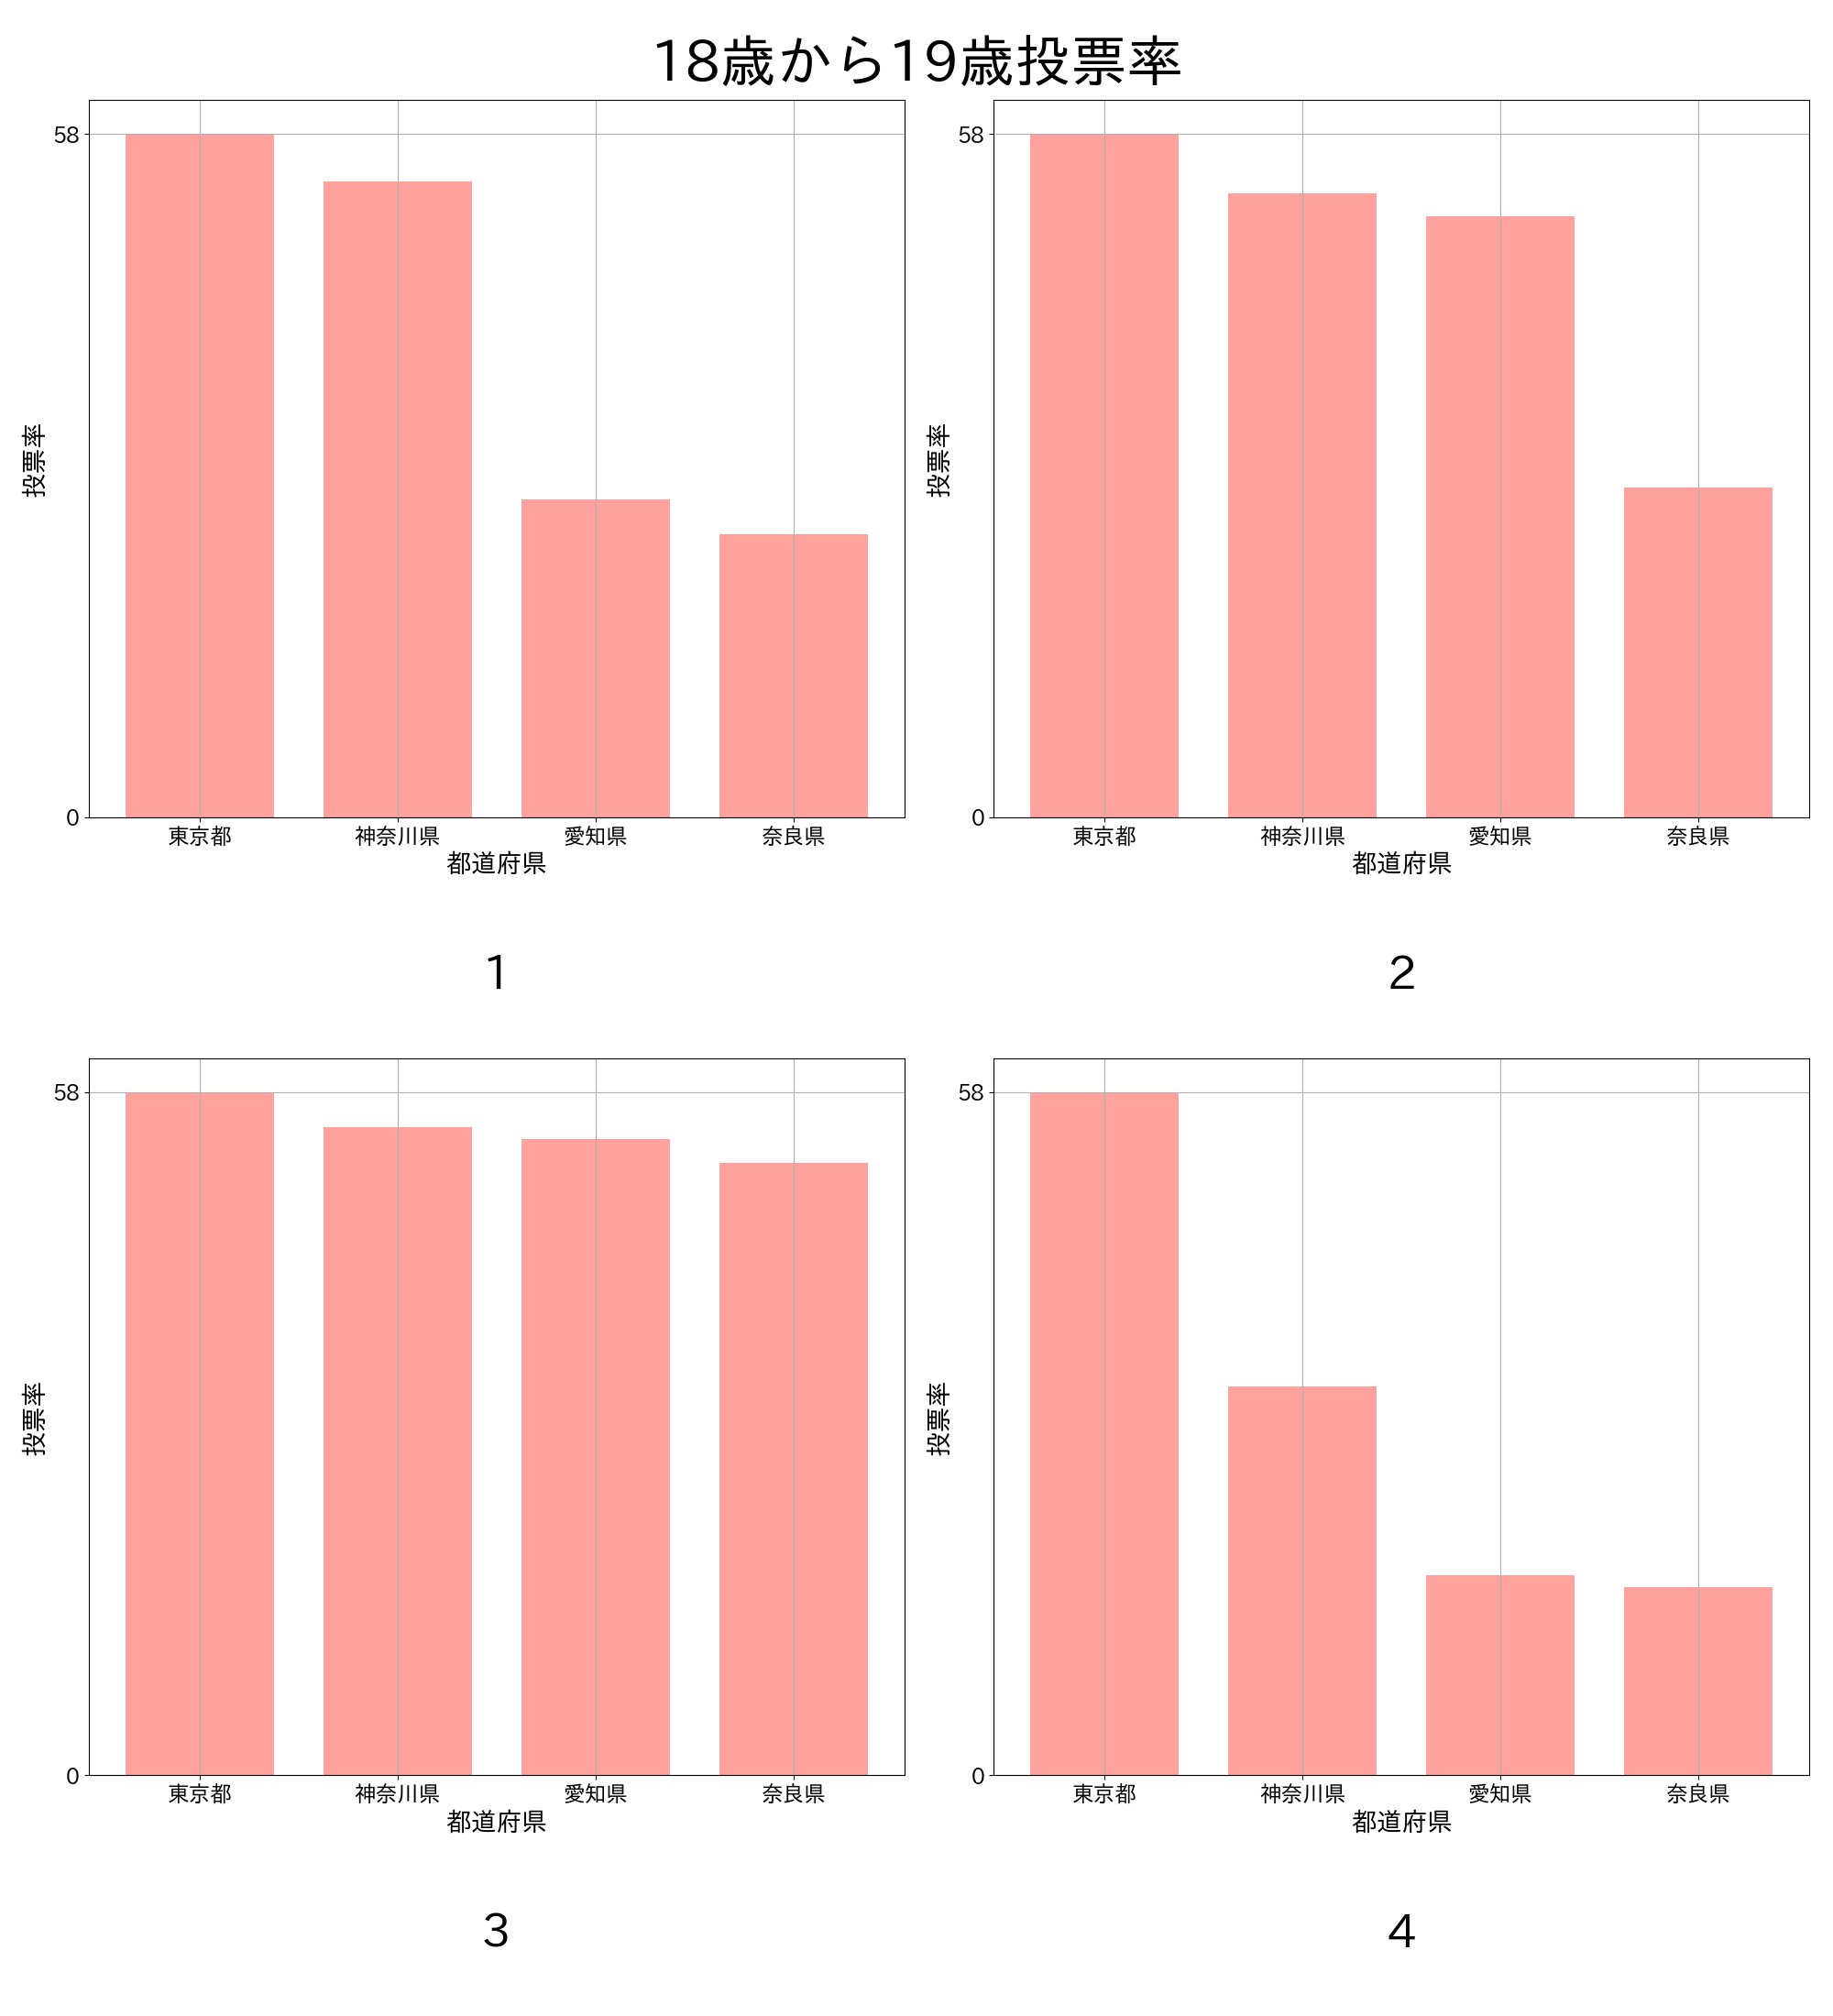 18歳から19歳投票率
58
0
投票率
東京都 神奈川県 愛知県 奈良県
都道府県
1
58
0
投票率
東京都 神奈川県 愛知県 奈良県
都道府県
2
58
0
投票率
東京都 神奈川県 愛知県 奈良県
都道府県
3
58
0
投票率
東京都 神奈川県 愛知県 奈良県
都道府県
4